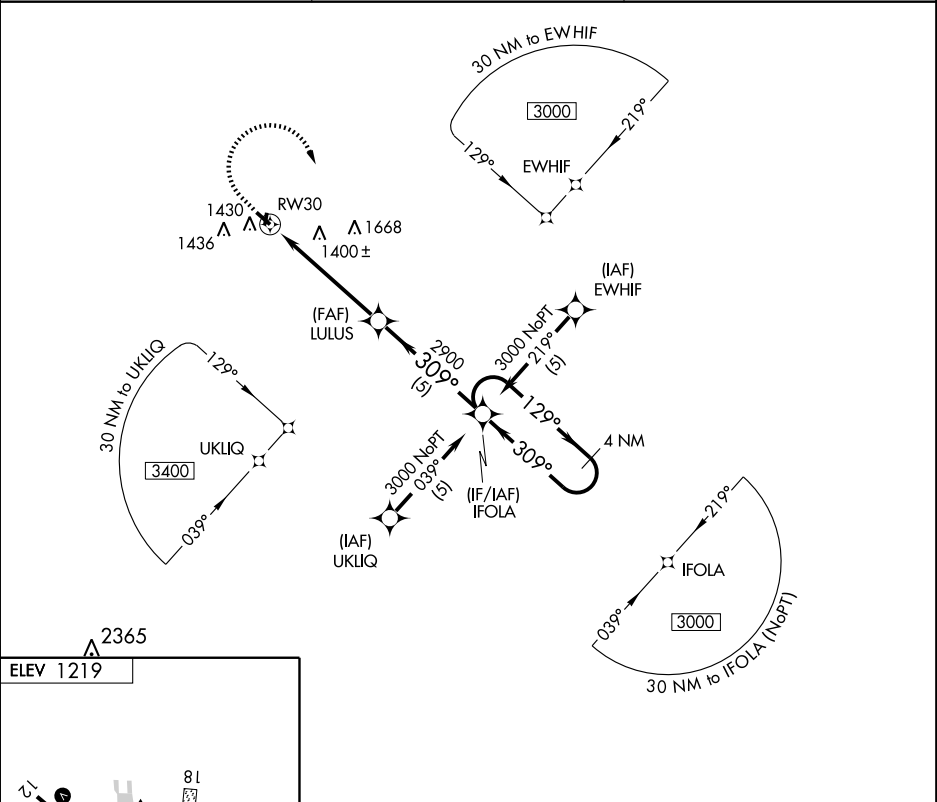 30 NM to EWHIF
3000
219°
129°
EWHIF
RW30
1430
1436
1668
1400±
(IAF)
EWHIF
3000 NoPT
219°
(5)
(FAF)
LULUS
2900
309°
(5)
129°
309°
4 NM
30 NM to UKLIQ
129°
UKLIQ
3400
039°
3000 NoPT
039°
(5)
(IF/IAF)
IFOLA
(IAF)
UKLIQ
219°
IFOLA
039°
3000
30 NM to IFOLA (NoPT)
2365
ELEV 1219
12
V
18